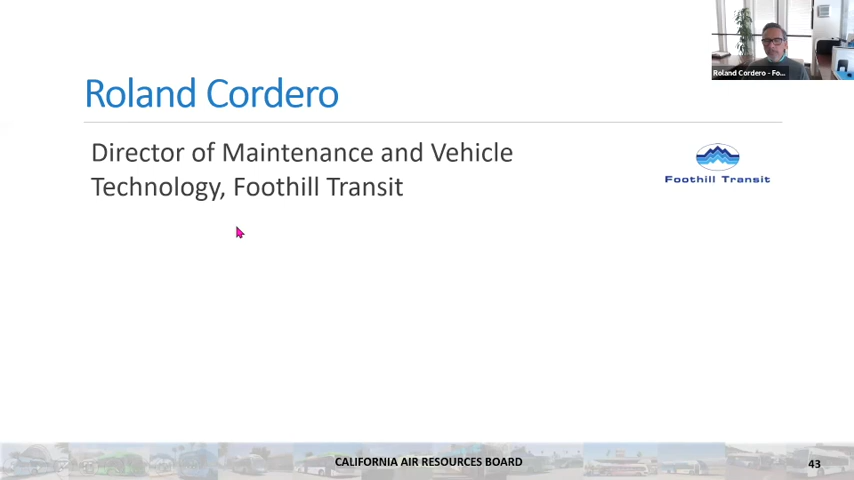 Roland Cordero - Fo...
Roland Cordero
Director of Maintenance and Vehicle
Technology, Foothill Transit
Foothill Transit
CALIFORNIA AIR RESOURCES BOARD
43